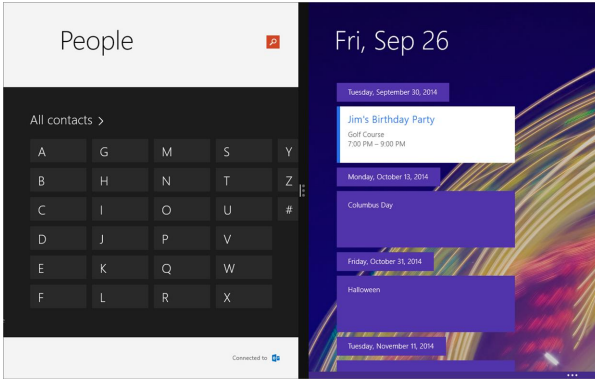 People
All contacts >
A G M S Y
B H N T Z
C I O U #
D J P V
E K Q W
F L R X
Connected to
Fri, Sep 26
Tuesday, September 30, 2014
Jim's Birthday Party
Golf Course
7:00 PM – 9:00 PM
Monday, October 13, 2014
Columbus Day
Friday, October 31, 2014
Halloween
Tuesday, November 11, 2014